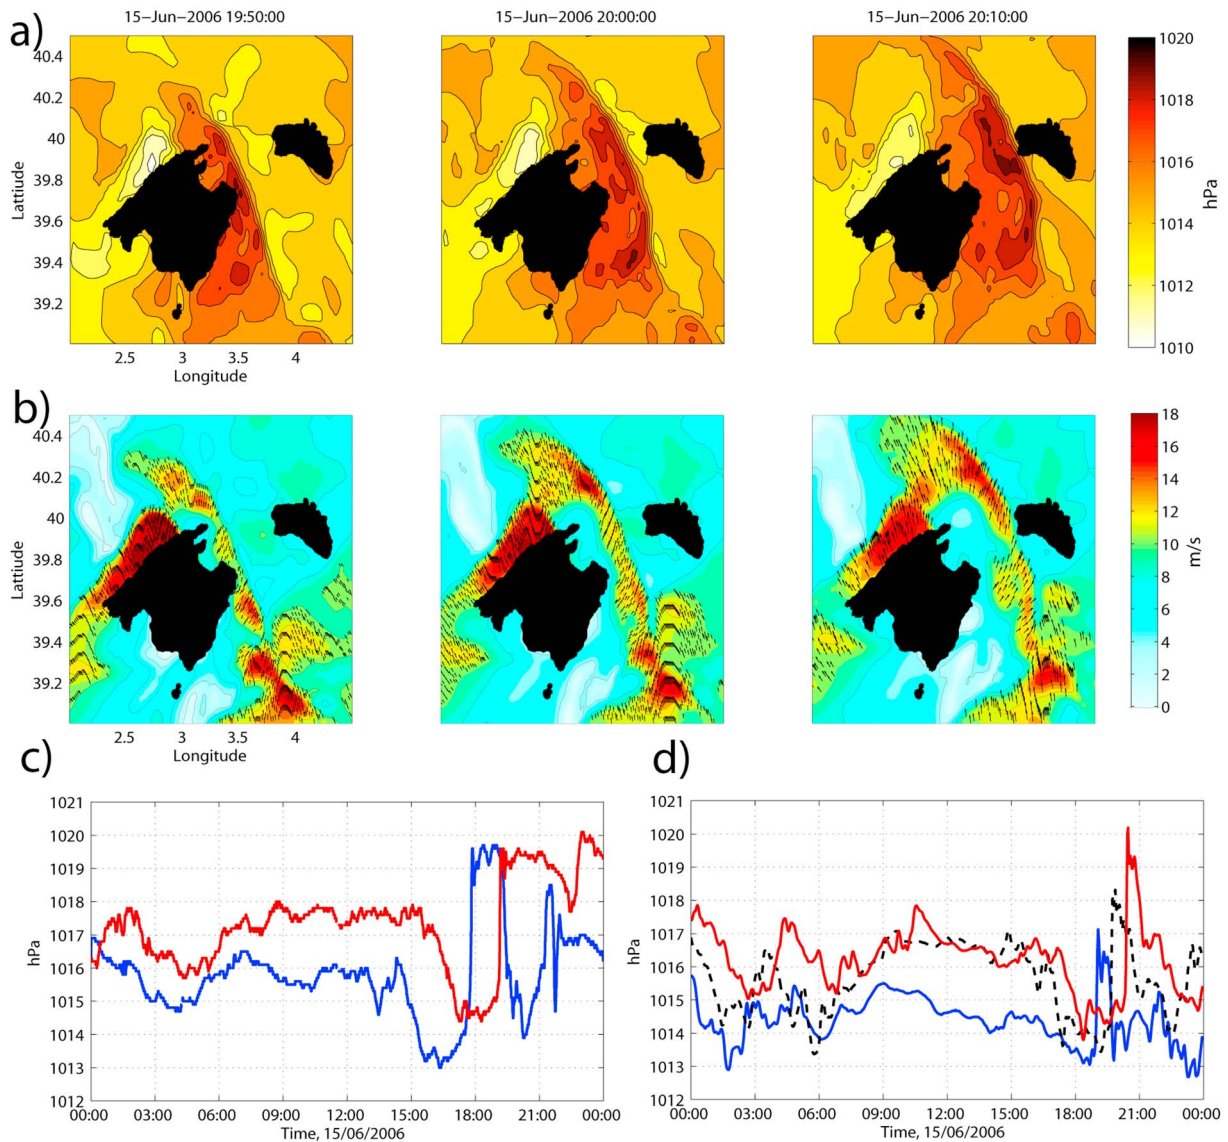 a)
15−Jun−2006 19:50:00
15−Jun−2006 20:00:00
15−Jun−2006 20:10:00
40.4
40.2
40
39.8
39.6
39.4
39.2
Lattiude
2.5 3 3.5 4
Longitude
1020
1018
1016
1014
1012
1010
hPa
b)
40.4
40.2
40
39.8
39.6
39.4
39.2
Lattiude
2.5 3 3.5 4
Longitude
18
16
14
12
10
8
6
4
2
0
m/s
c)
1021
1020
1019
1018
1017
1016
1015
1014
1013
1012
hPa
00:00 03:00 06:00 09:00 12:00 15:00 18:00 21:00 00:00
Time, 15/06/2006
d)
1021
1020
1019
1018
1017
1016
1015
1014
1013
1012
hPa
00:00 03:00 06:00 09:00 12:00 15:00 18:00 21:00 00:00
Time, 15/06/2006